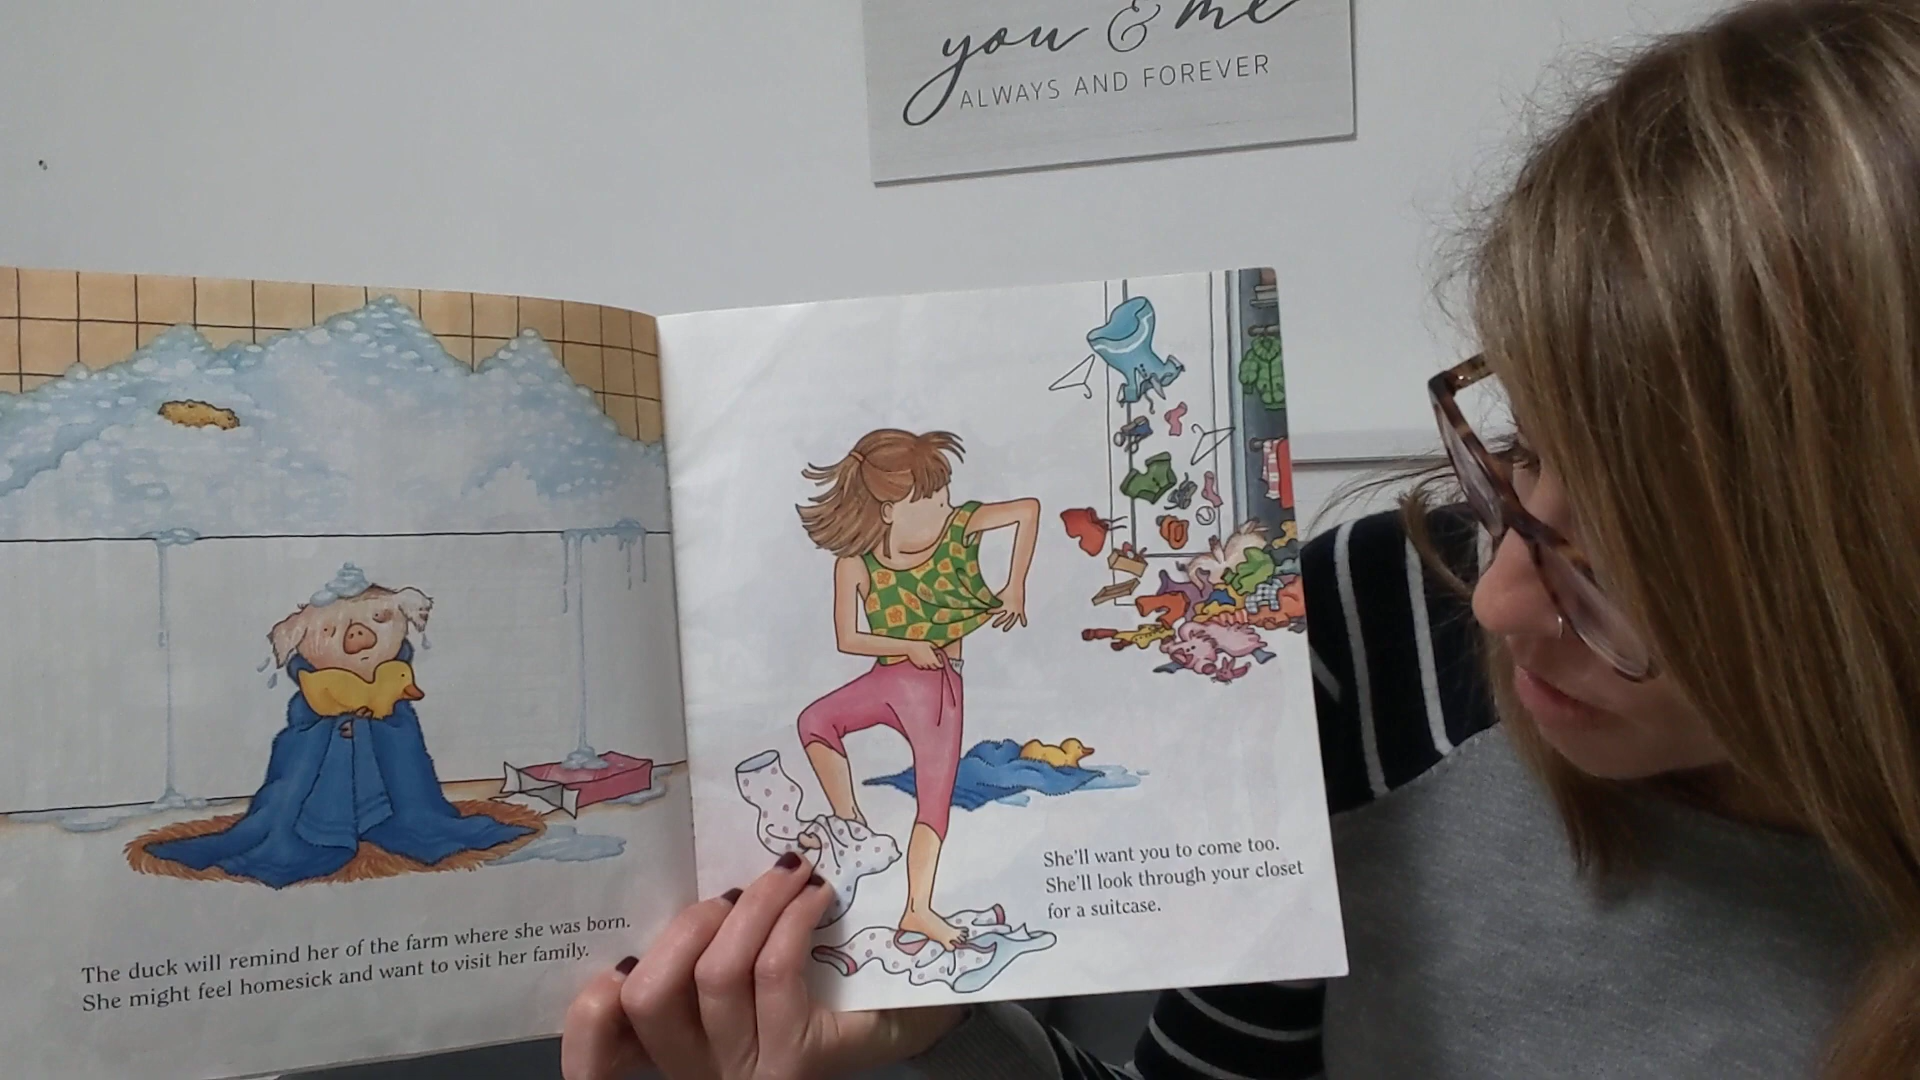 you & me
ALWAYS AND FOREVER
The duck will remind her of the farm where she was born.
She might feel homesick and want to visit her family.
She'll want you to come too.
She'll look through your closet
for a suitcase.